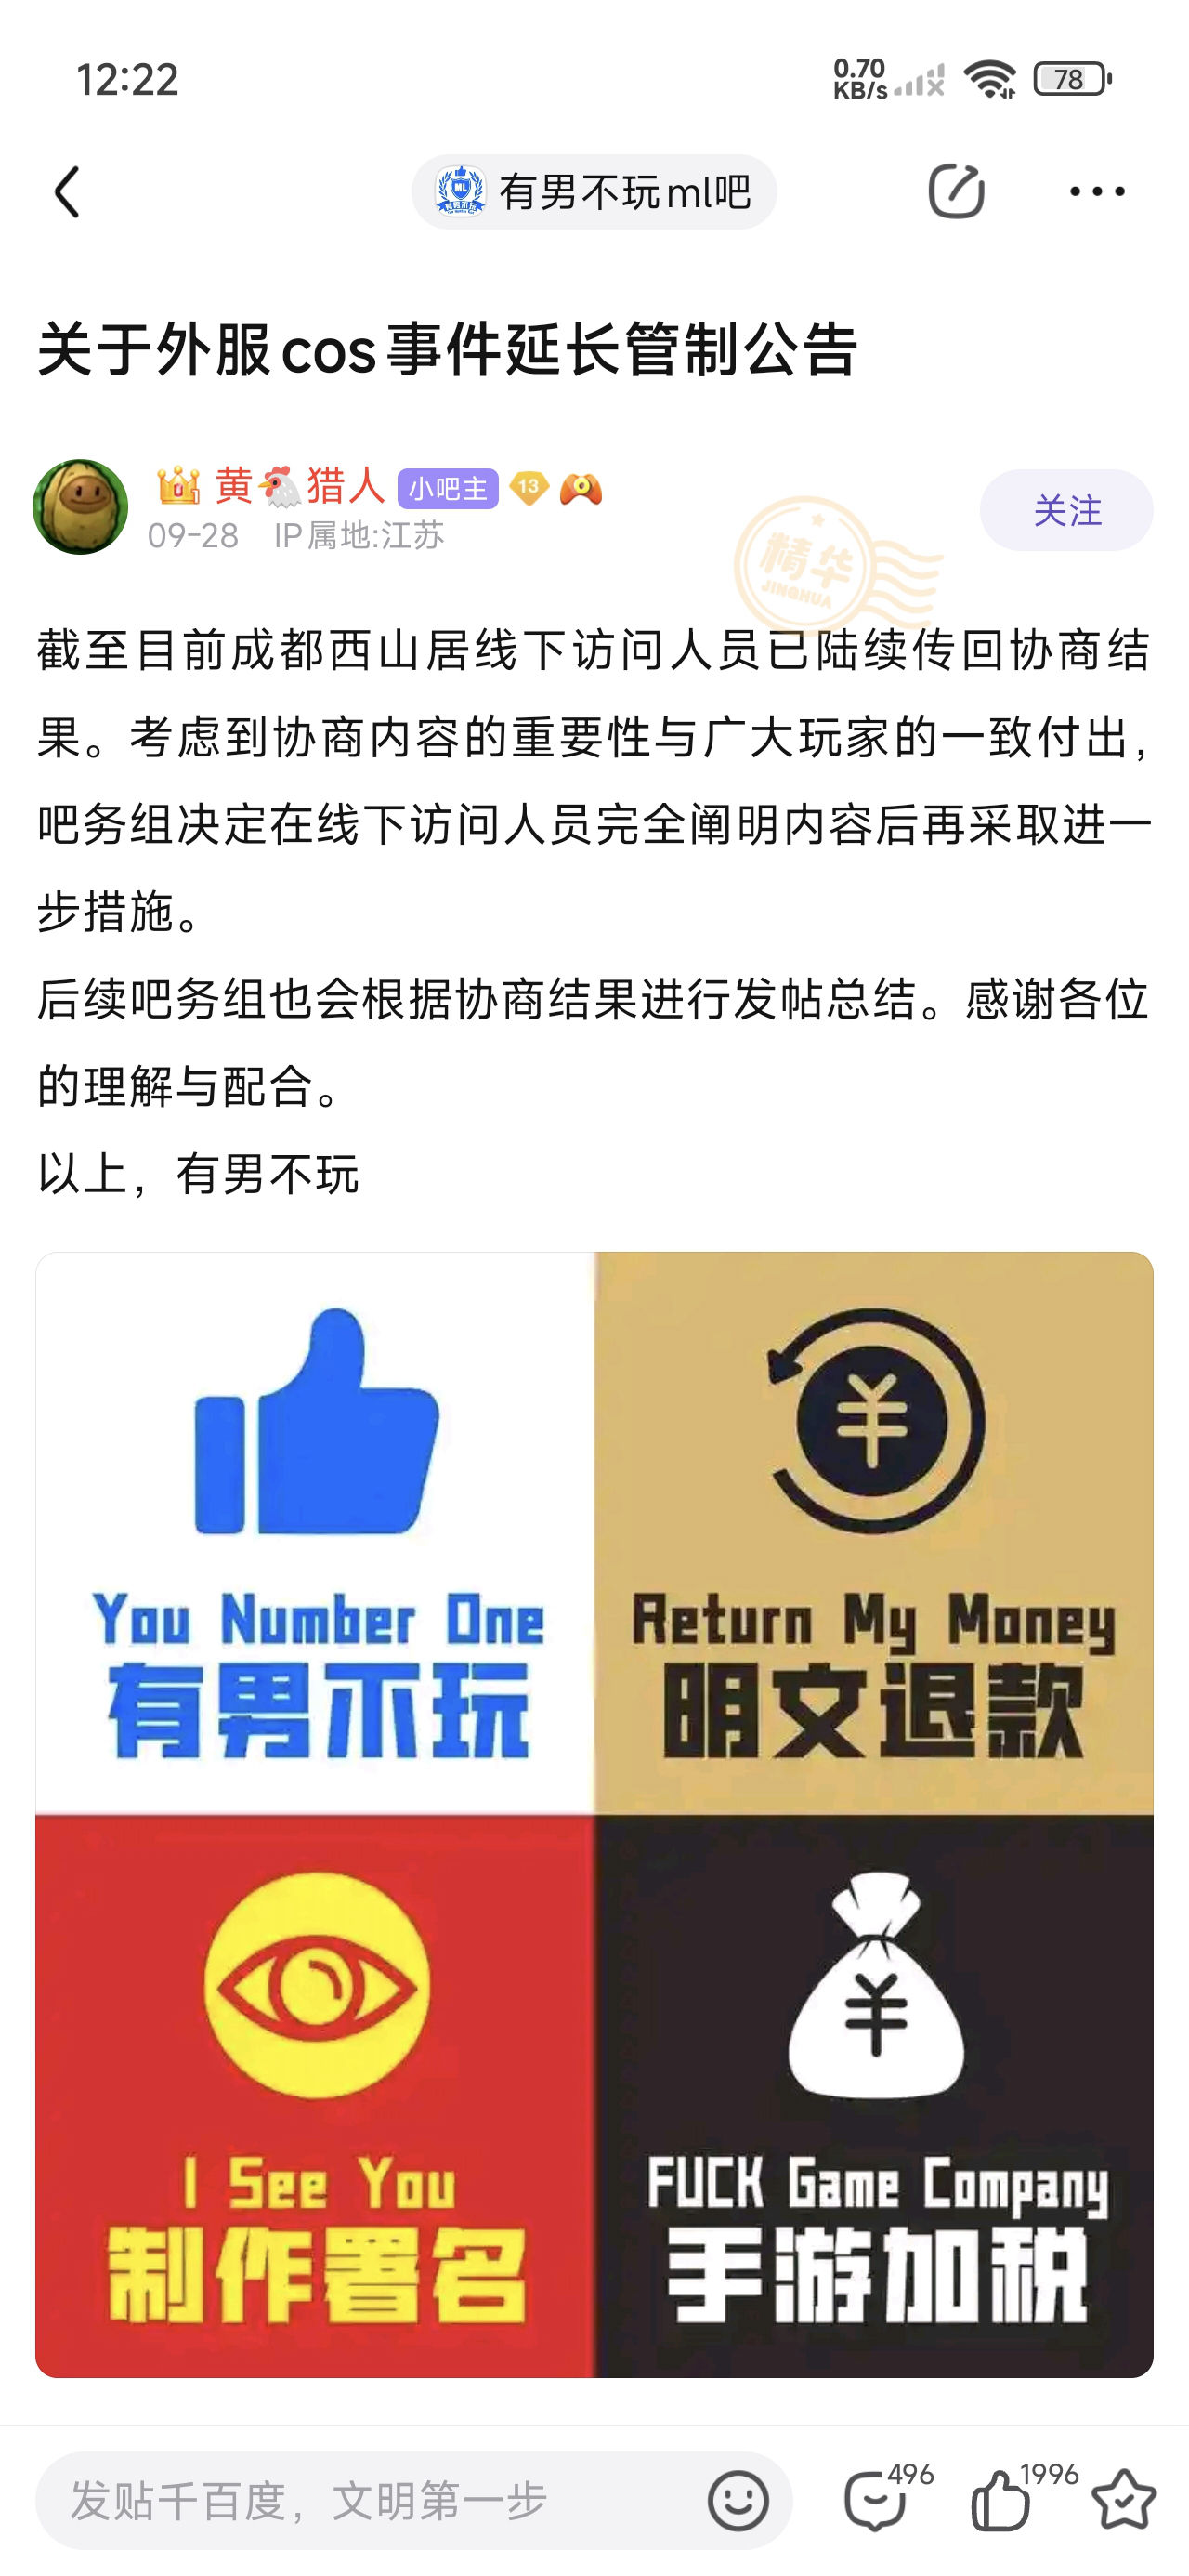 12:22
0.70
KB/s
78
ML
有男不玩ml吧
关于外服cos事件延长管制公告
黄🐔猎人 小吧主 13
09-28 IP属地:江苏
关注
精华
JINGHUA
截至目前成都西山居线下访问人员已陆续传回协商结
果。考虑到协商内容的重要性与广大玩家的一致付出，
吧务组决定在线下访问人员完全阐明内容后再采取进一
步措施。
后续吧务组也会根据协商结果进行发帖总结。感谢各位
的理解与配合。
以上，有男不玩
You Number One
有男不玩
Return My Money
明文退款
I See You
制作署名
FUCK Game Company
手游加税
发贴千百度，文明第一步
496
1996